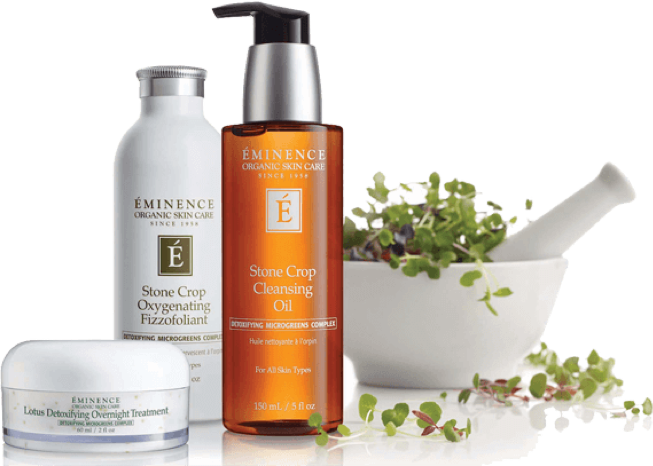 ÉMINENCE
ORGANIC SKIN CARE
SINCE 1958
É
Stone Crop
Oxygenating
Fizzofoliant
DETOXIFYING MICROGREENS COMPLEX
ÉMINENCE
ORGANIC SKIN CARE
SINCE 1958
É
Stone Crop
Cleansing
Oil
DETOXIFYING MICROGREENS COMPLEX
Huile nettoyante à l'orpin
For All Skin Types
150 mL / 5 fl oz
ÉMINENCE
ORGANIC SKIN CARE
Lotus Detoxifying Overnight Treatment
DETOXIFYING MICROGREENS COMPLEX
60 ml / 2 fl oz